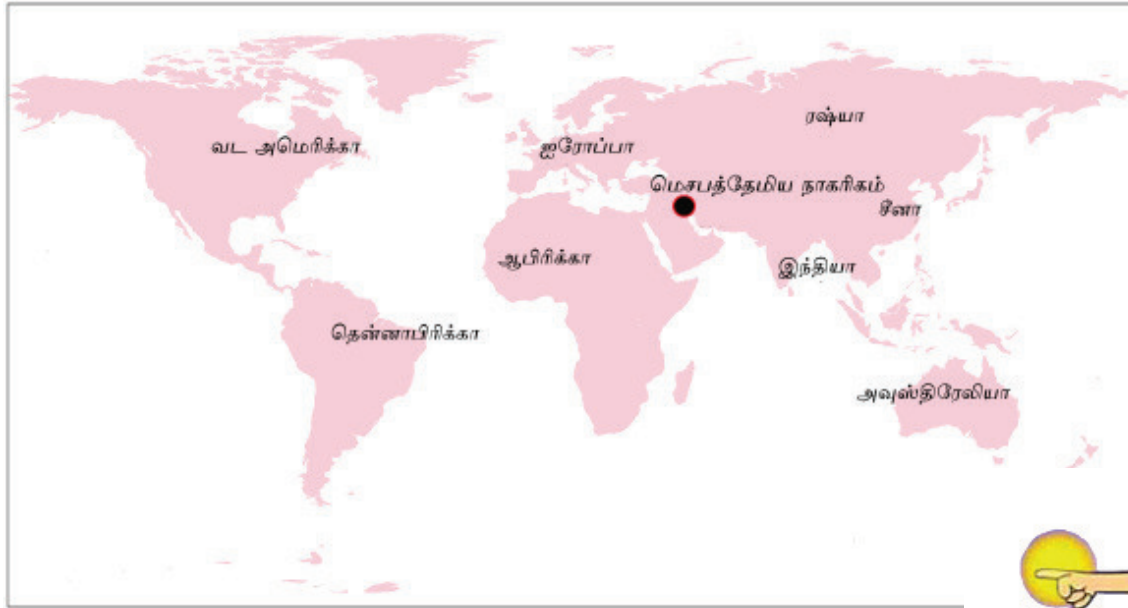 ரஷ்யா
வட அமெரிக்கா
ஐரோப்பா
மெசபத்தேமிய நாகரிகம்
சீனா
ஆபிரிக்கா
இந்தியா
தென்னாபிரிக்கா
அவுஸ்திரேலியா